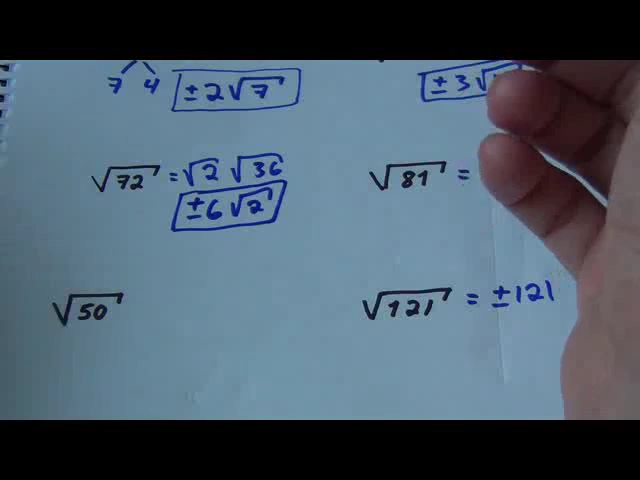 7 4 ±2√7 ±3√
√72 = √2 √36 √81 =
±6√2
√50 √121 = ±121